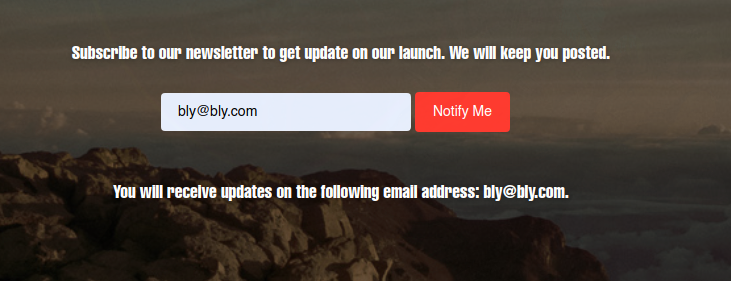 Subscribe to our newsletter to get update on our launch. We will keep you posted.
bly@bly.com Notify Me
You will receive updates on the following email address: bly@bly.com.